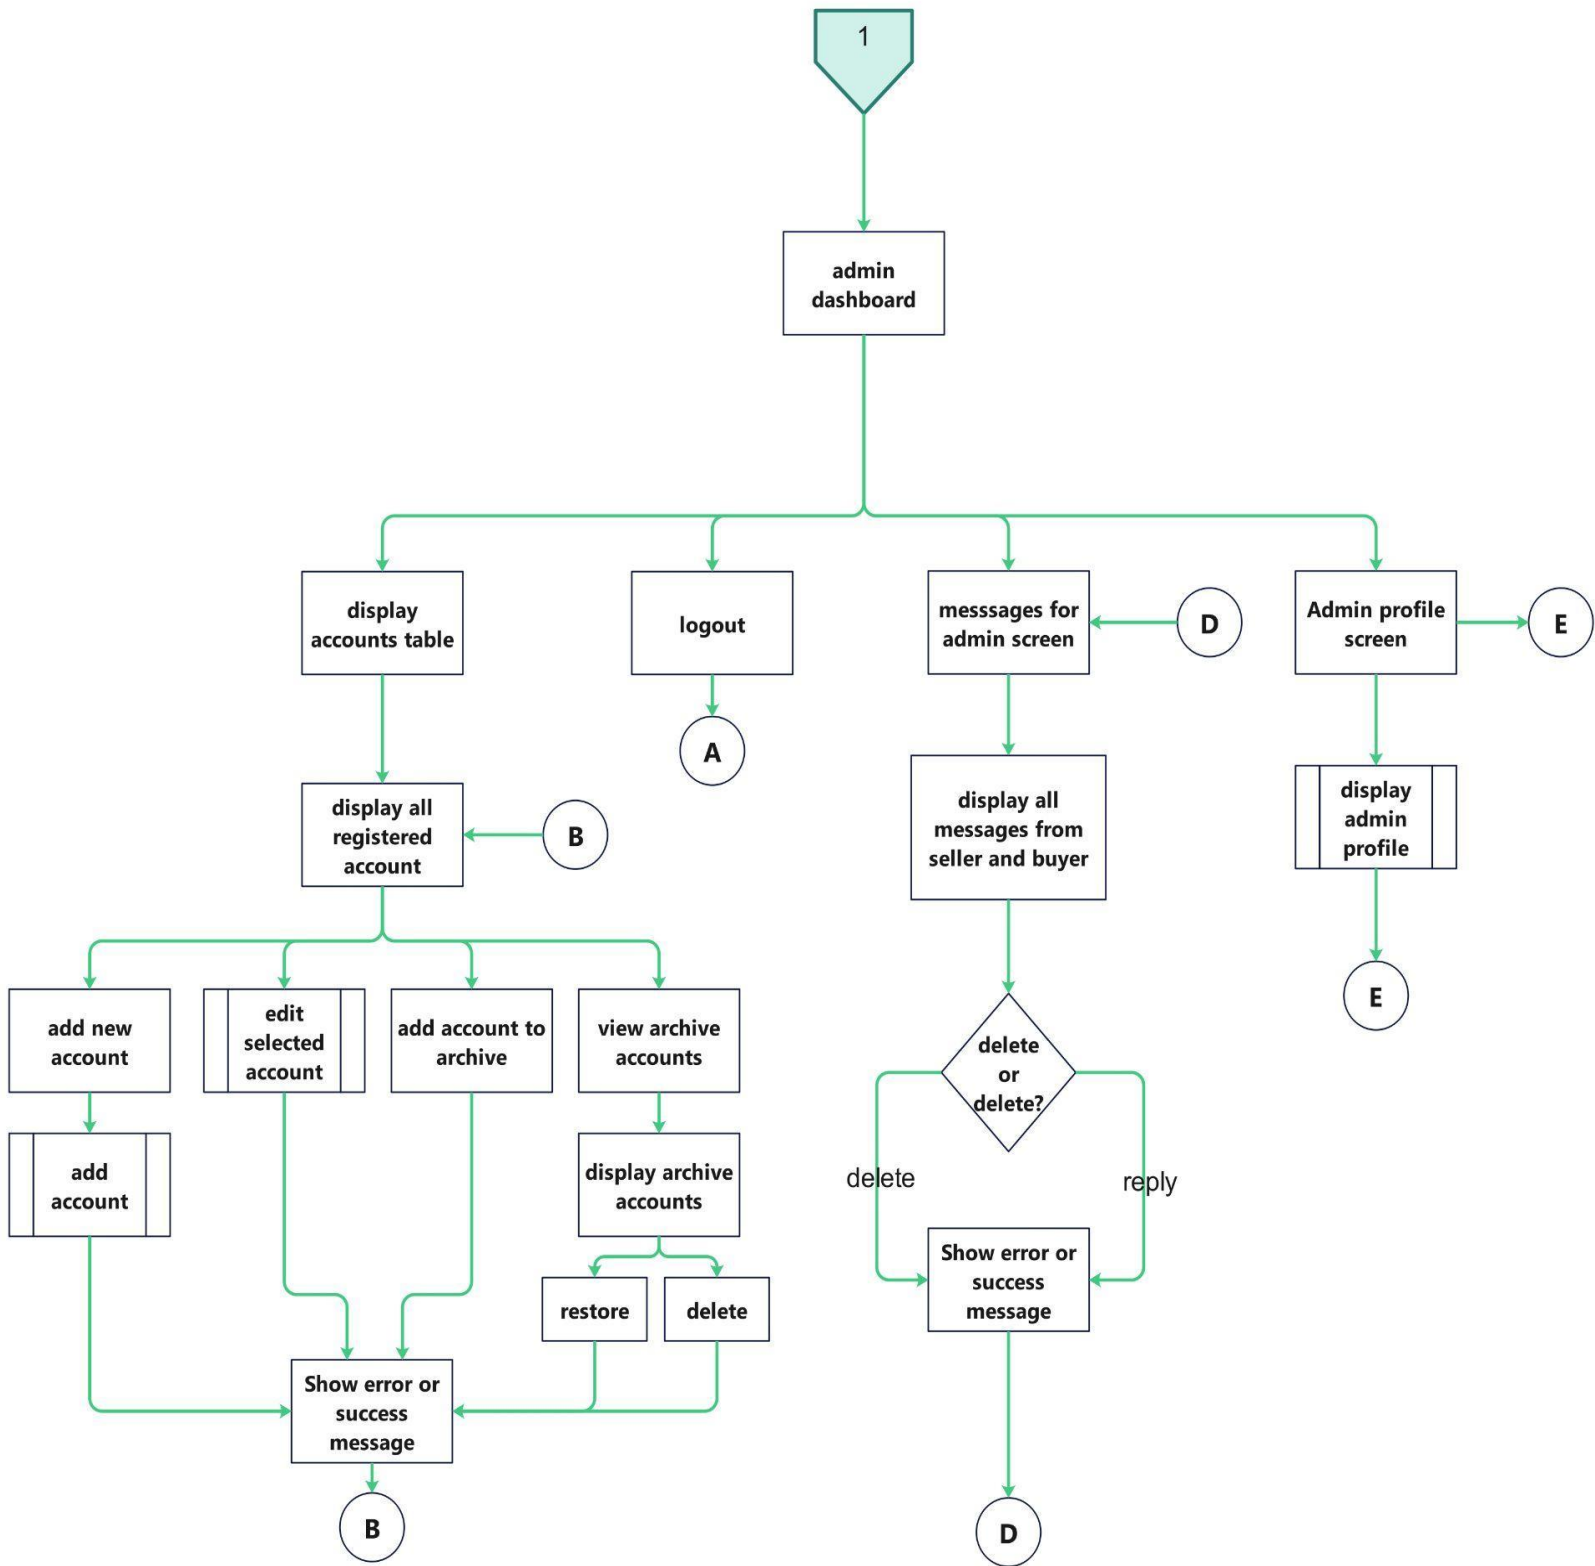 1
admin
dashboard
display
accounts table
logout
messsages for
admin screen
D
Admin profile
screen
E
A
display all
registered
account
B
display all
messages from
seller and buyer
display
admin
profile
E
add new
account
edit
selected
account
add account to
archive
view archive
accounts
delete
or
delete?
add
account
display archive
accounts
delete
reply
restore
delete
Show error or
success
message
Show error or
success
message
B
D